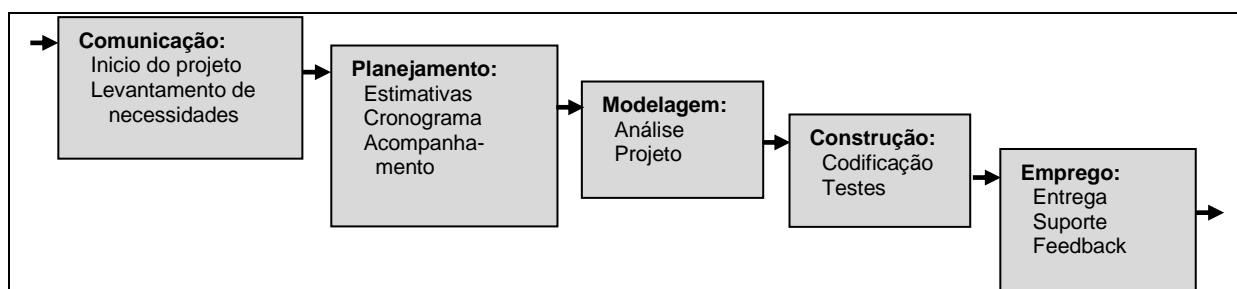 Comunicação:
Inicio do projeto
Levantamento de
necessidades
Planejamento:
Estimativas
Cronograma
Acompanha-
mento
Modelagem:
Análise
Projeto
Construção:
Codificação
Testes
Emprego:
Entrega
Suporte
Feedback